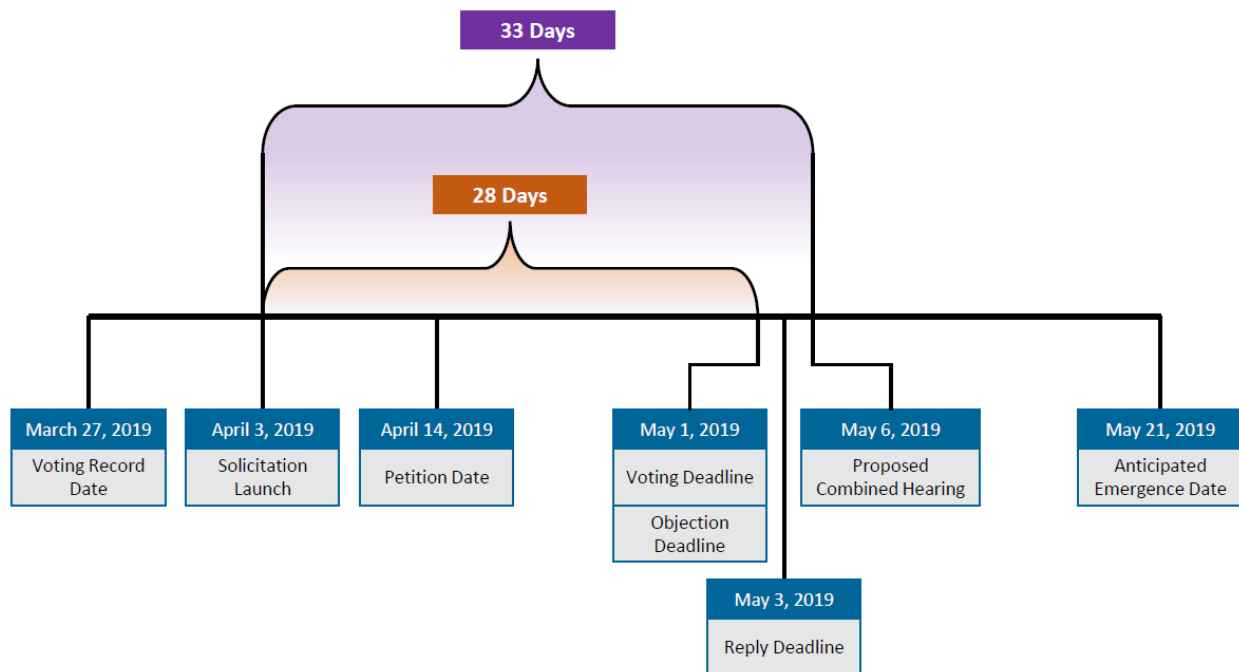 33 Days
28 Days
March 27, 2019
Voting Record
Date
April 3, 2019
Solicitation
Launch
April 14, 2019
Petition Date
May 1, 2019
Voting Deadline
Objection
Deadline
May 3, 2019
Reply Deadline
May 6, 2019
Proposed
Combined Hearing
May 21, 2019
Anticipated
Emergence Date